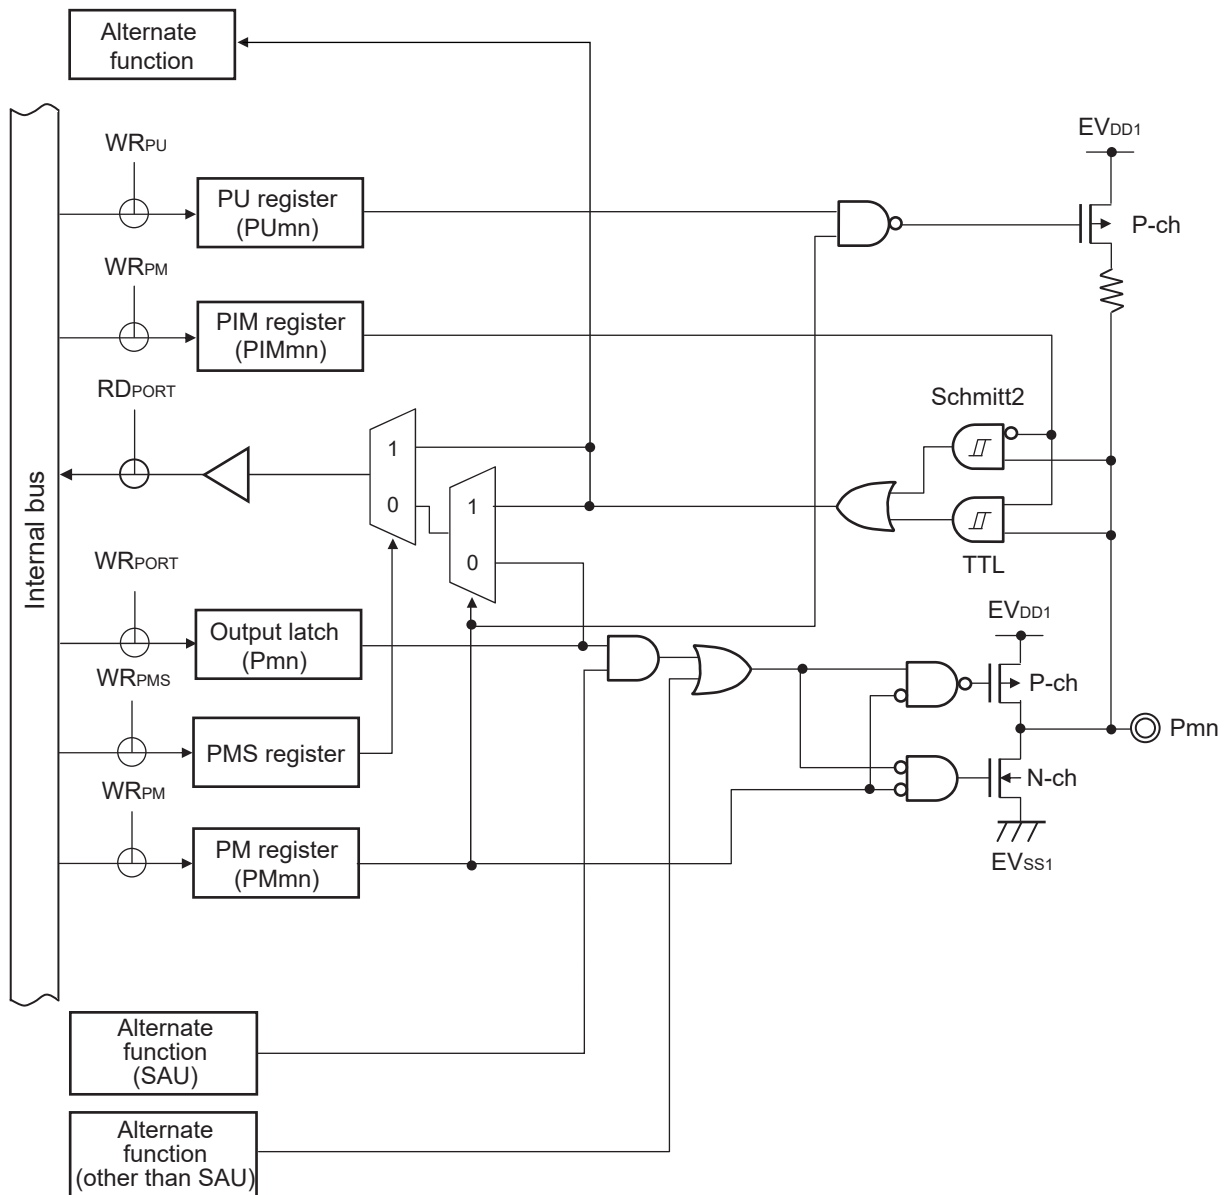 Alternate
function
WRPU
PU register
(PUmn)
EVDD1
P-ch
WRPM
PIM register
(PIMmn)
RDPORT
Schmitt2
1
0
1
0
TTL
Internal bus
WRPORT
Output latch
(Pmn)
EVDD1
P-ch
Pmn
WRPMS
PMS register
N-ch
EVSS1
WRPM
PM register
(PMmn)
Alternate
function
(SAU)
Alternate
function
(other than SAU)